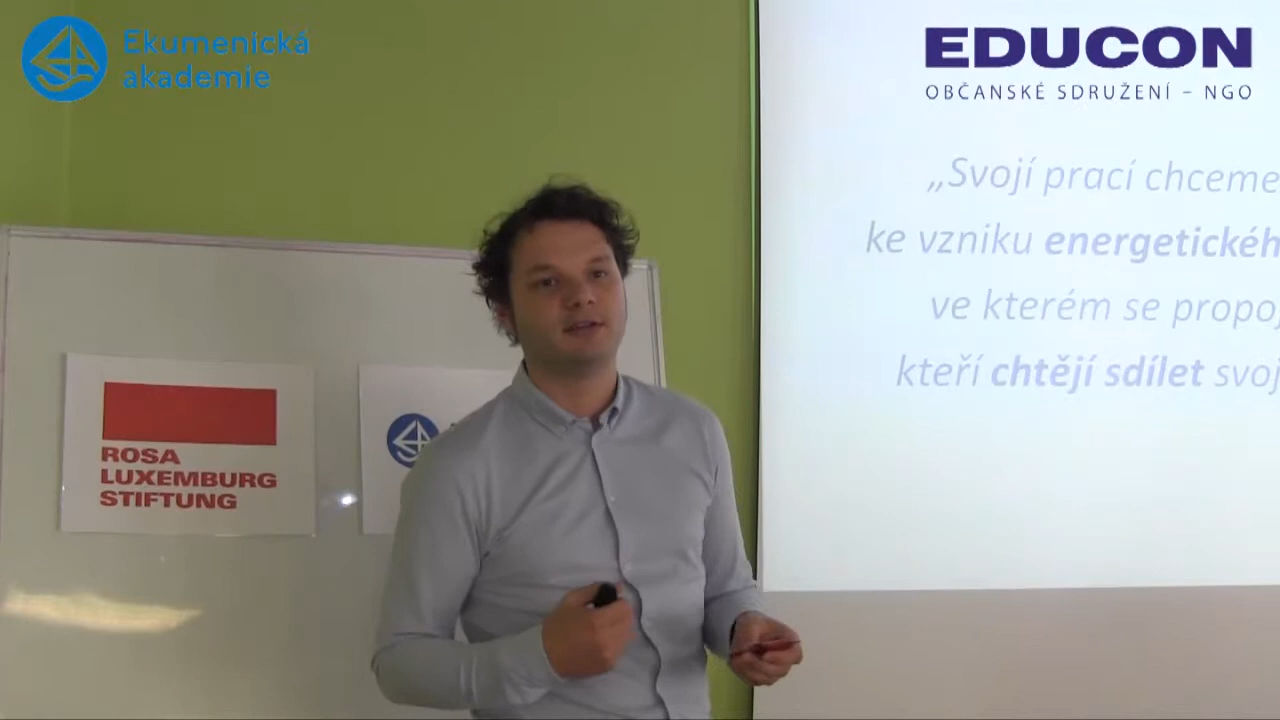 Ekumenická
akademie
EDUCON
OBČANSKÉ SDRUŽENÍ – NGO
„Svojí prací chceme
ke vzniku energetickéh
ve kterém se propoj
kteří chtějí sdílet svoj
ROSA
LUXEMBURG
STIFTUNG